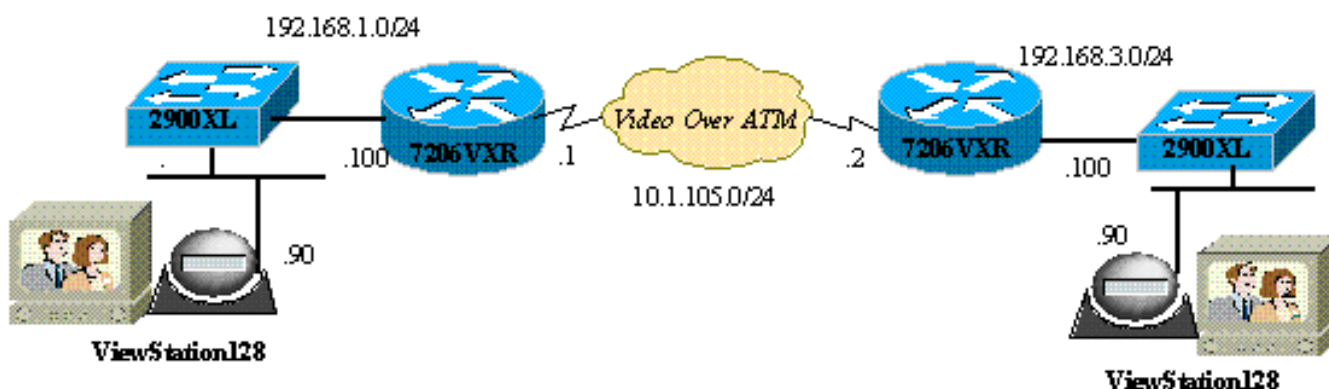 192.168.1.0/24
192.168.3.0/24
2900XL
7206VXR
Video Over ATM
7206VXR
2900XL
.
.100
.1
.2
.100
10.1.105.0/24
.90
.90
ViewStation128
ViewStation128